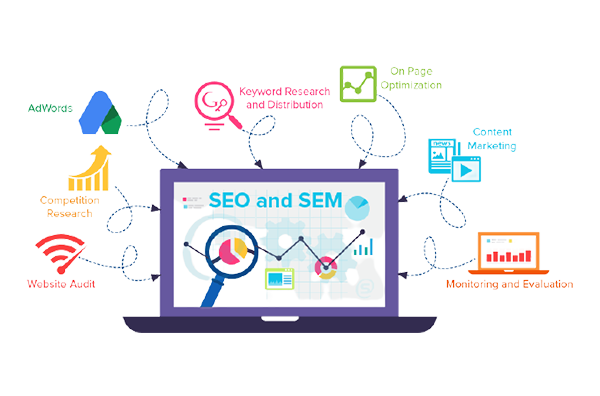 On Page
Optimization
Keyword Research
and Distribution
AdWords
Content
Marketing
SEO and SEM
Competition
Research
Website Audit
Monitoring and Evaluation